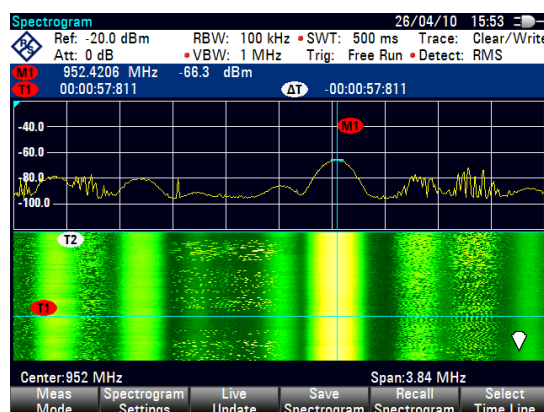 Spectrogram 26/04/10 15:53
Ref: -20.0 dBm RBW: 100 kHz SWT: 500 ms Trace: Clear/Write
Att: 0 dB VBW: 1 MHz Trig: Free Run Detect: RMS
M1 952.4206 MHz -66.3 dBm
T1 00:00:57:811 ΔT -00:00:57:811
M1
-40.0
-60.0
-80.0
-100.0
T2
T1
Center:952 MHz Span:3.84 MHz
Meas Spectrogram Live Save Recall Select
Mode Settings Update Spectrogram Spectrogram Time Line